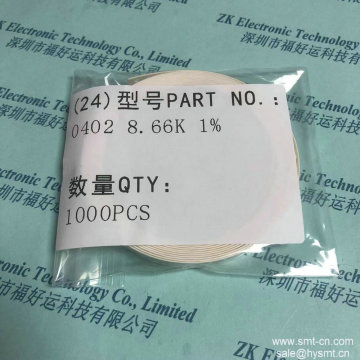 ZK Electronic Technology Co., Limited
深圳市福好运科技有限公司
(24)型号PART NO.:
0402 8.66K 1%
数量QTY:
1000PCS
Electronic Technology Co., Limited
深圳市福好运科技有限公司
www.smt-cn.com
sales@hysmt.cn